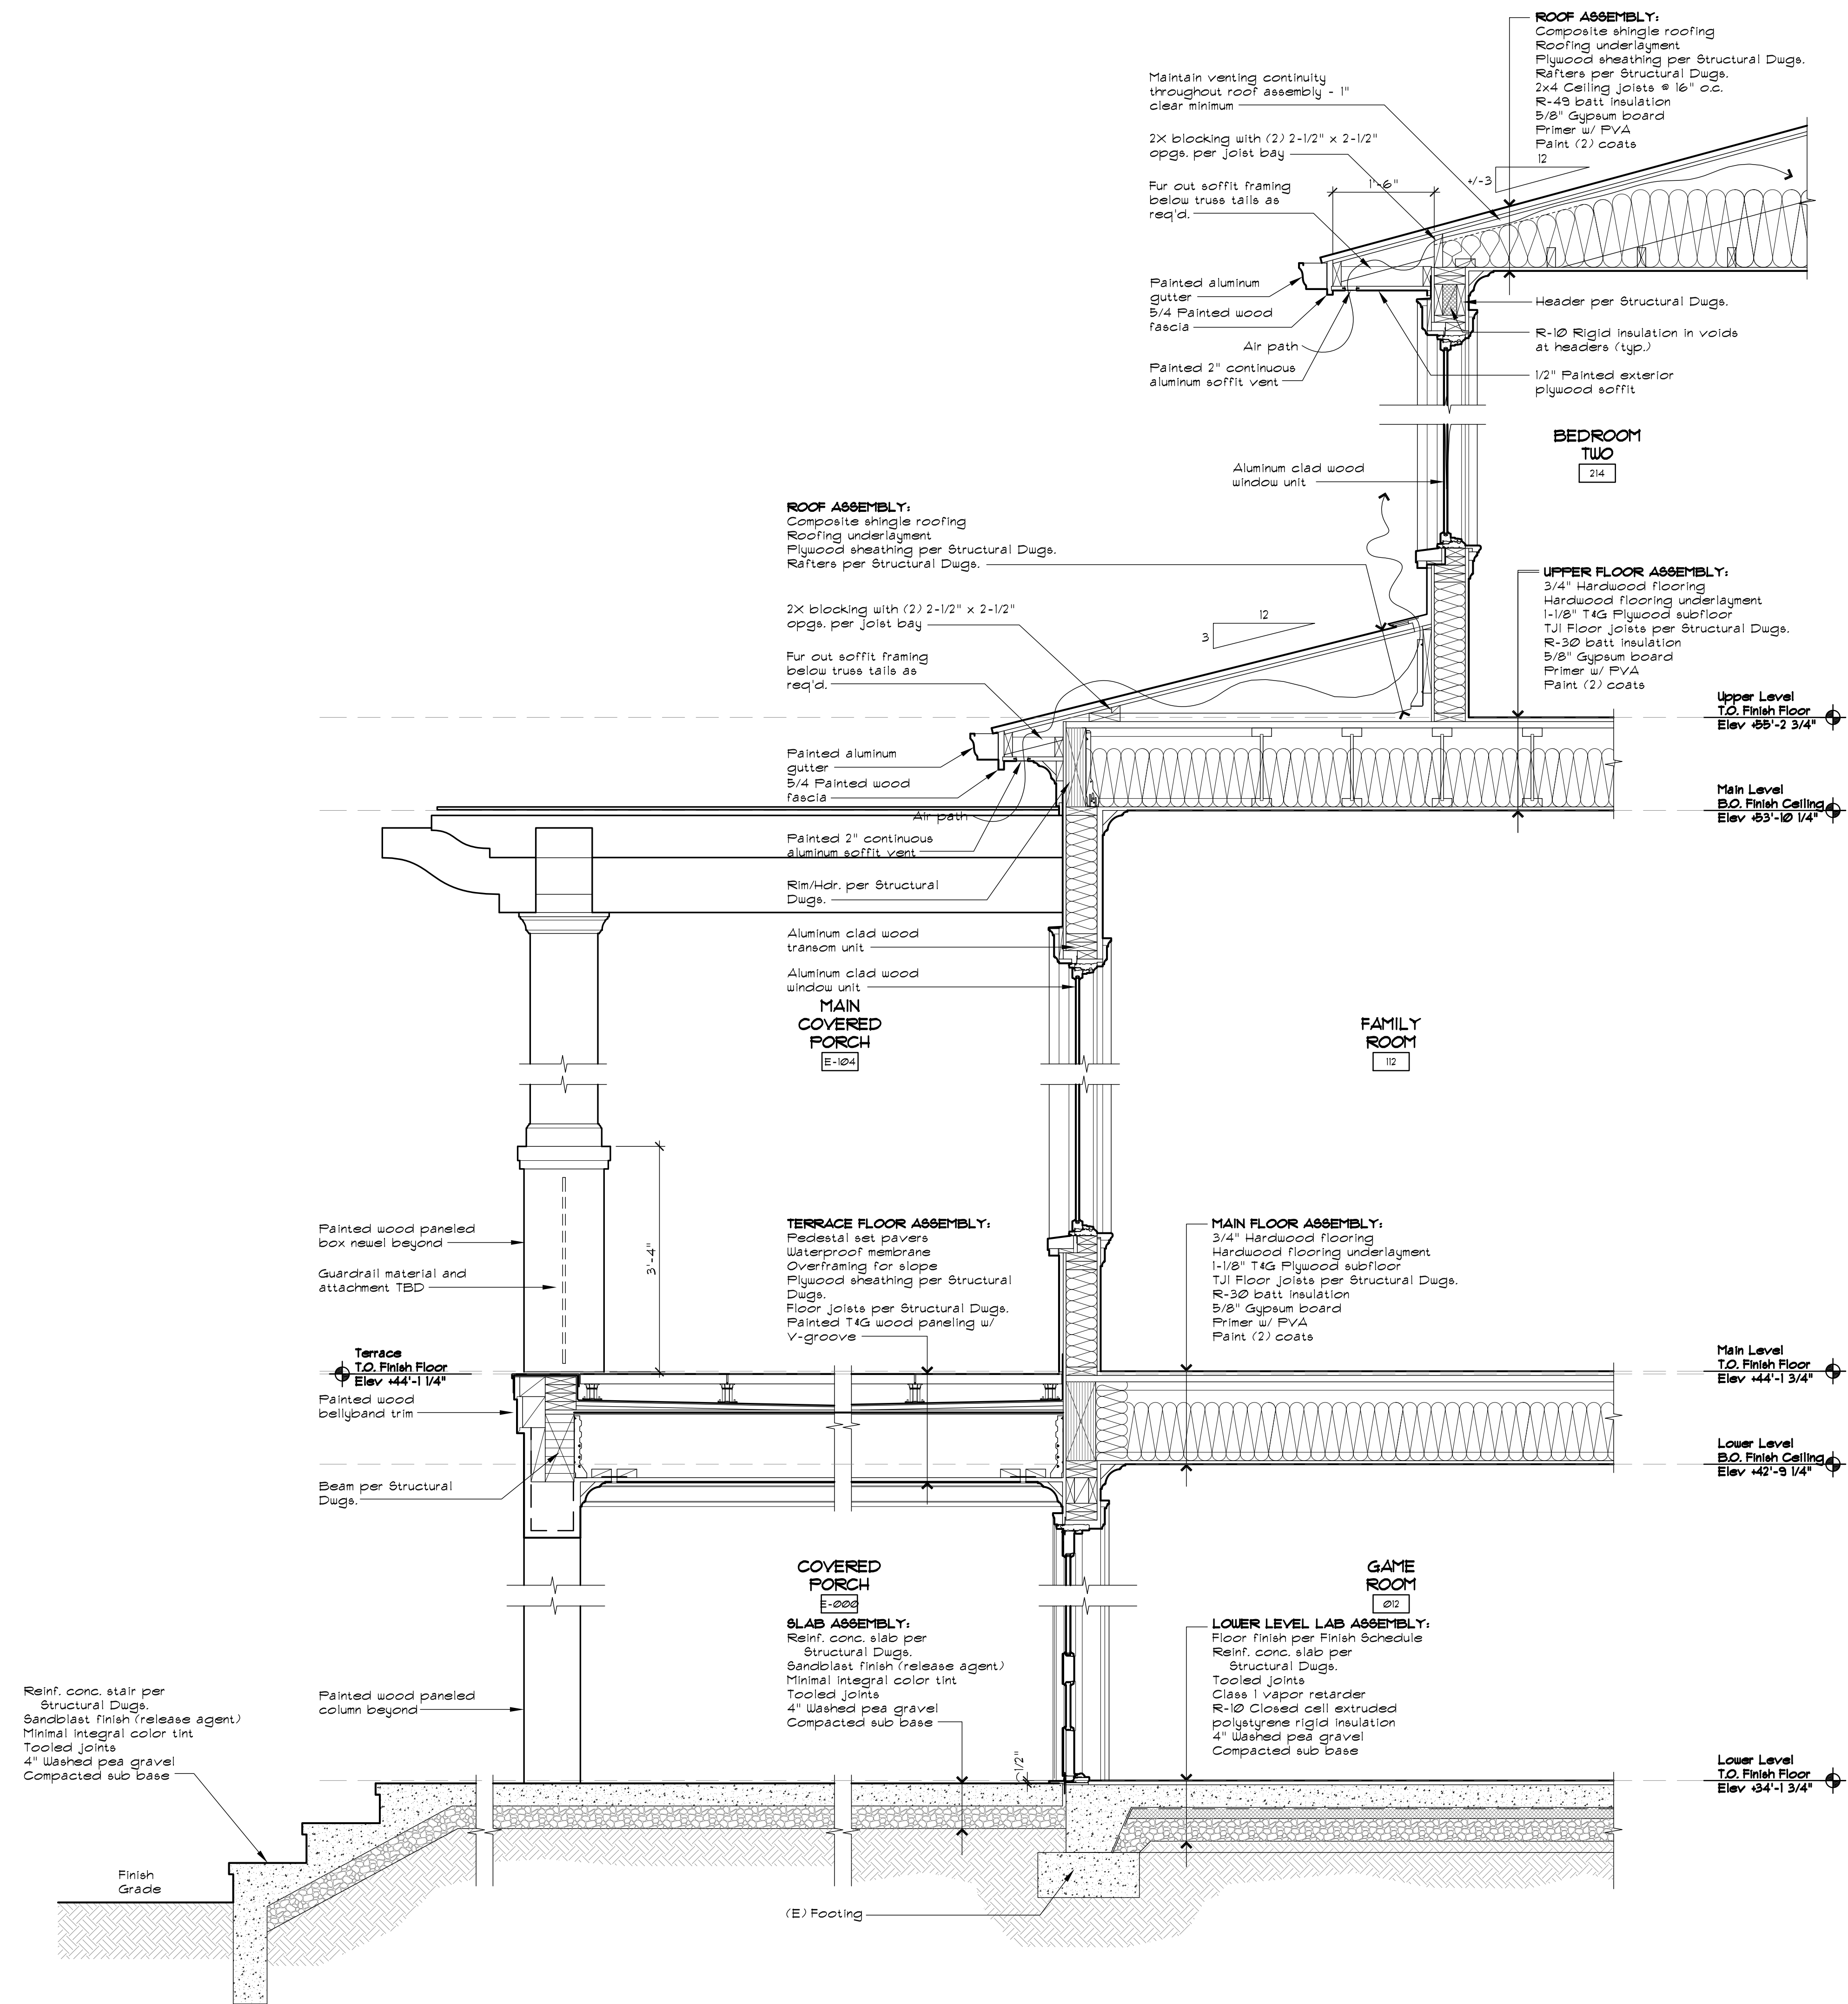 ROOF ASSEMBLY:
Composite shingle roofing
Roofing underlayment
Plywood sheathing per Structural Dwgs.
Rafters per Structural Dwgs.
2x4 Ceiling joists @ 16" o.c.
R-49 batt insulation
5/8" Gypsum board
Primer w/ PVA
Paint (2) coats
Maintain venting continuity
throughout roof assembly - 1"
clear minimum
2X blocking with (2) 2-1/2" x 2-1/2"
opgs. per joist bay
Fur out soffit framing
below truss tails as
req'd.
1'-6"
12
+/-3
Painted aluminum
gutter
5/4 Painted wood
fascia
Air path
Painted 2" continuous
aluminum soffit vent
Header per Structural Dwgs.
R-10 Rigid insulation in voids
at headers (typ.)
1/2" Painted exterior
plywood soffit
BEDROOM
TWO
214
Aluminum clad wood
window unit
ROOF ASSEMBLY:
Composite shingle roofing
Roofing underlayment
Plywood sheathing per Structural Dwgs.
Rafters per Structural Dwgs.
2X blocking with (2) 2-1/2" x 2-1/2"
opgs. per joist bay
12
3
Fur out soffit framing
below truss tails as
req'd.
UPPER FLOOR ASSEMBLY:
3/4" Hardwood flooring
Hardwood flooring underlayment
1-1/8" T&G Plywood subfloor
TJI Floor joists per Structural Dwgs.
R-30 batt insulation
5/8" Gypsum board
Primer w/ PVA
Paint (2) coats
Upper Level
T.O. Finish Floor
Elev +55'-2 3/4"
Painted aluminum
gutter
5/4 Painted wood
fascia
Air path
Main Level
B.O. Finish Ceiling
Elev +53'-10 1/4"
Painted 2" continuous
aluminum soffit vent
Rim/Hdr. per Structural
Dwgs.
Aluminum clad wood
transom unit
Aluminum clad wood
window unit
MAIN
COVERED
PORCH
E-104
FAMILY
ROOM
112
Painted wood paneled
box newel beyond
Guardrail material and
attachment TBD
3'-4"
TERRACE FLOOR ASSEMBLY:
Pedestal set pavers
Waterproof membrane
Overframing for slope
Plywood sheathing per Structural
Dwgs.
Floor joists per Structural Dwgs.
Painted T&G wood paneling w/
V-groove
MAIN FLOOR ASSEMBLY:
3/4" Hardwood flooring
Hardwood flooring underlayment
1-1/8" T&G Plywood subfloor
TJI Floor joists per Structural Dwgs.
R-30 batt insulation
5/8" Gypsum board
Primer w/ PVA
Paint (2) coats
Terrace
T.O. Finish Floor
Elev +44'-1 1/4"
Main Level
T.O. Finish Floor
Elev +44'-1 3/4"
Painted wood
bellyband trim
Beam per Structural
Dwgs.
Lower Level
B.O. Finish Ceiling
Elev +42'-9 1/4"
COVERED
PORCH
E-000
GAME
ROOM
012
SLAB ASSEMBLY:
Reinf. conc. slab per
Structural Dwgs.
Sandblast finish (release agent)
Minimal integral color tint
Tooled joints
4" Washed pea gravel
Compacted sub base
LOWER LEVEL LAB ASSEMBLY:
Floor finish per Finish Schedule
Reinf. conc. slab per
Structural Dwgs.
Tooled joints
Class 1 vapor retarder
R-10 Closed cell extruded
polystyrene rigid insulation
4" Washed pea gravel
Compacted sub base
Reinf. conc. stair per
Structural Dwgs.
Sandblast finish (release agent)
Minimal integral color tint
Tooled joints
4" Washed pea gravel
Compacted sub base
Painted wood paneled
column beyond
1/2"
Lower Level
T.O. Finish Floor
Elev +34'-1 3/4"
Finish
Grade
(E) Footing